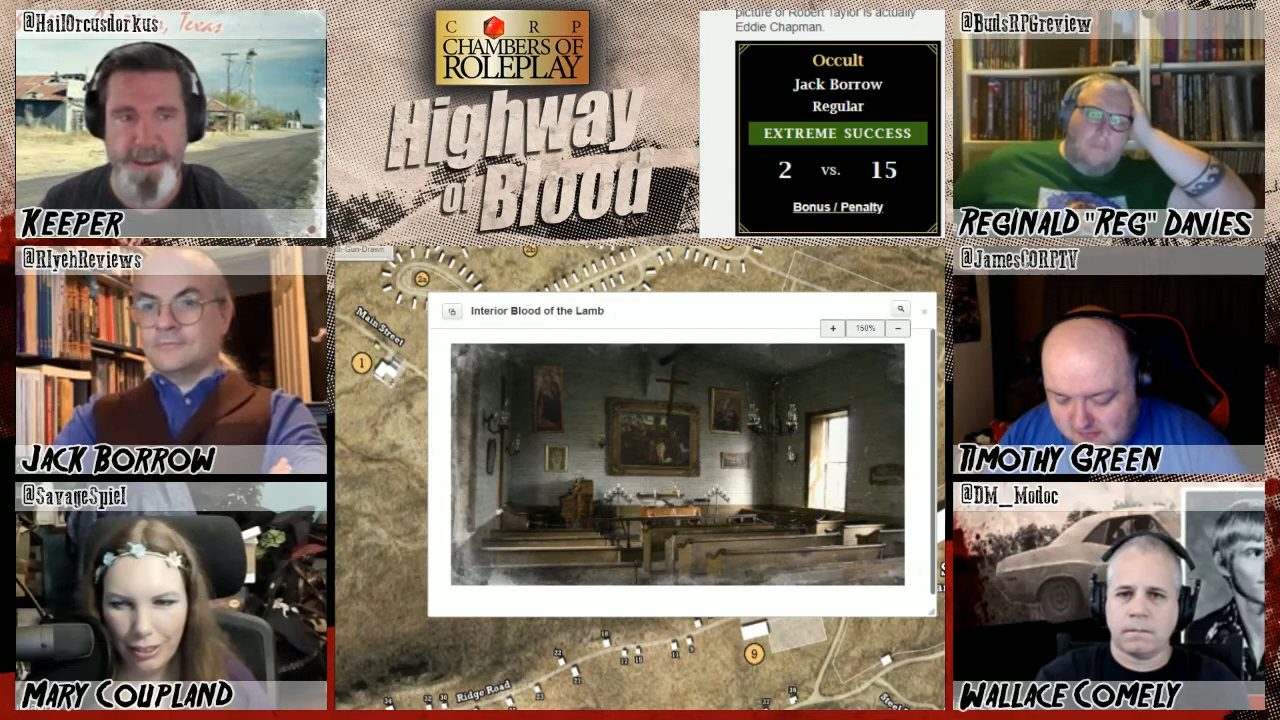 @HailOrcusdorkus
Texas
KEEPER
C R P
CHAMBERS OF
ROLEPLAY
Highway
of Blood
picture of Robert Taylor is actually
Eddie Chapman.
Occult
Jack Borrow
Regular
EXTREME SUCCESS
2 vs. 15
Bonus / Penalty
@BudsRPGreview
REGINALD "REG" DAVIES
@RlyehReviews
JACK BORROW
Main Street
1
Interior Blood of the Lamb
+ 150% −
Ridge Road
9
@JamesCORPTV
TIMOTHY GREEN
@SavageSpiel
MARY COUPLAND
@DM_Modoc
WALLACE COMELY